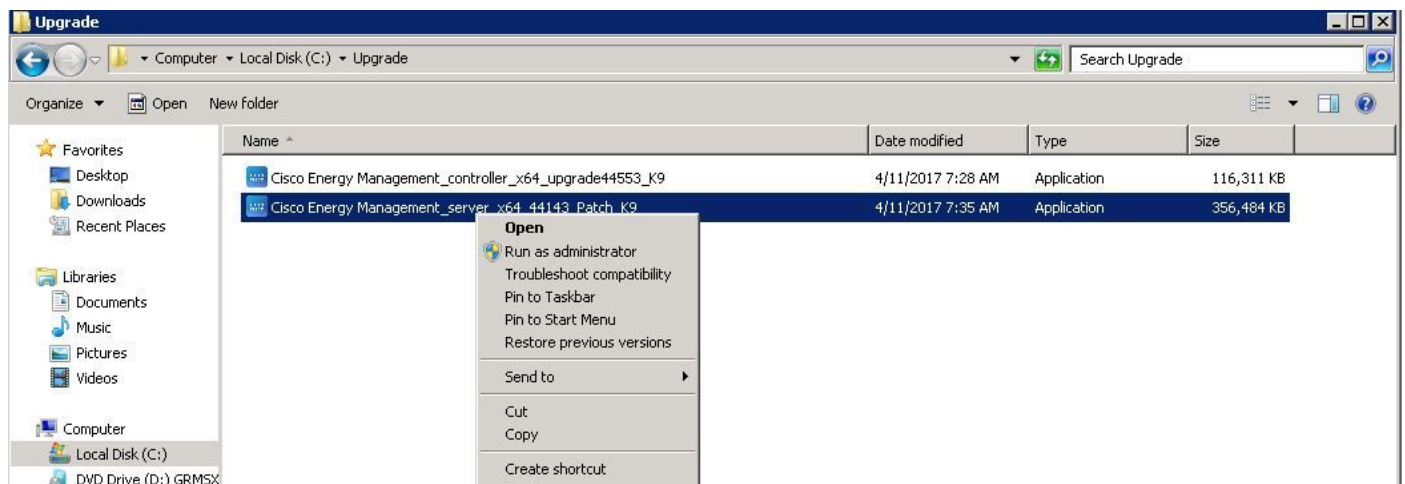 Upgrade
Computer Local Disk (C:) Upgrade
Search Upgrade
Organize Open New folder
Name Date modified Type Size
Favorites
Desktop
Downloads
Recent Places
Libraries
Documents
Music
Pictures
Videos
Computer
Local Disk (C:)
DVD Drive (D:) GRMSX
Cisco Energy Management_controller_x64_upgrade44553_K9 4/11/2017 7:28 AM Application 116,311 KB
Cisco Energy Management_server_x64_44143_Patch_K9 4/11/2017 7:35 AM Application 356,484 KB
Open
Run as administrator
Troubleshoot compatibility
Pin to Taskbar
Pin to Start Menu
Restore previous versions
Send to
Cut
Copy
Create shortcut